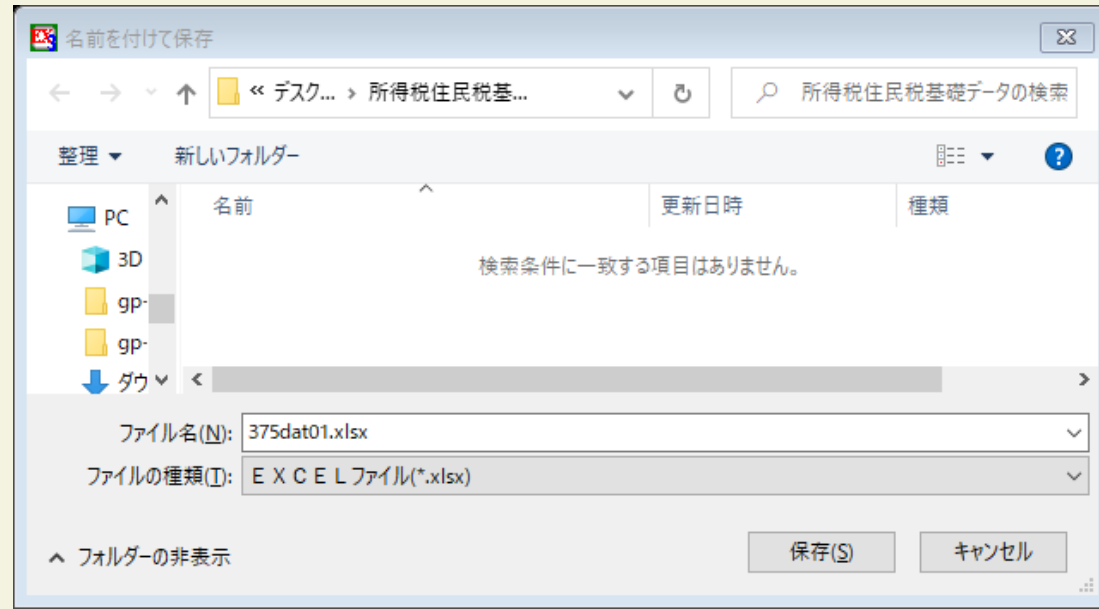 名前を付けて保存
« デスク... › 所得税住民税基...
所得税住民税基礎データの検索
整理
新しいフォルダー
名前
更新日時
種類
PC
3D
gp-
gp-
ダウ
検索条件に一致する項目はありません。
ファイル名(N): 375dat01.xlsx
ファイルの種類(T): ＥＸＣＥＬファイル(*.xlsx)
フォルダーの非表示
保存(S)
キャンセル